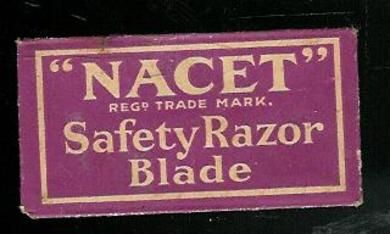 “NACET”
REGD TRADE MARK.
Safety Razor
Blade